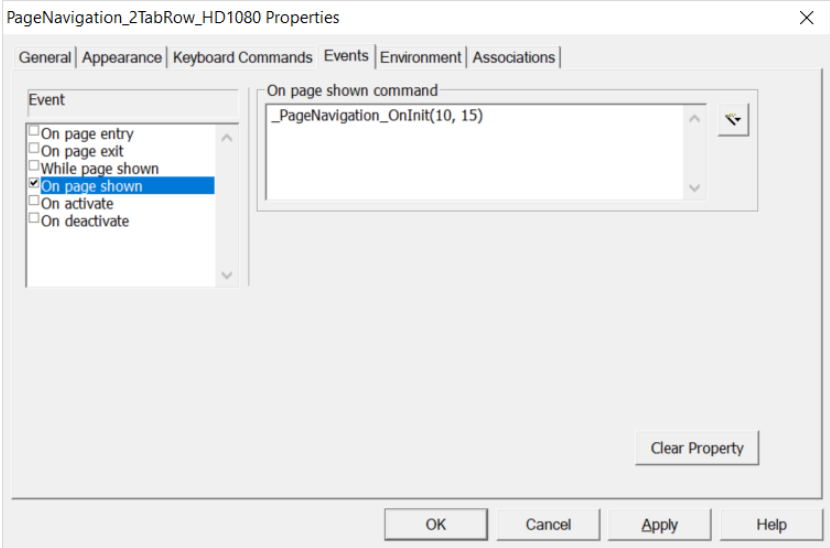 PageNavigation_2TabRow_HD1080 Properties
General Appearance Keyboard Commands Events Environment Associations
Event
On page entry
On page exit
While page shown
On page shown
On activate
On deactivate
On page shown command
_PageNavigation_OnInit(10, 15)
Clear Property
OK Cancel Apply Help